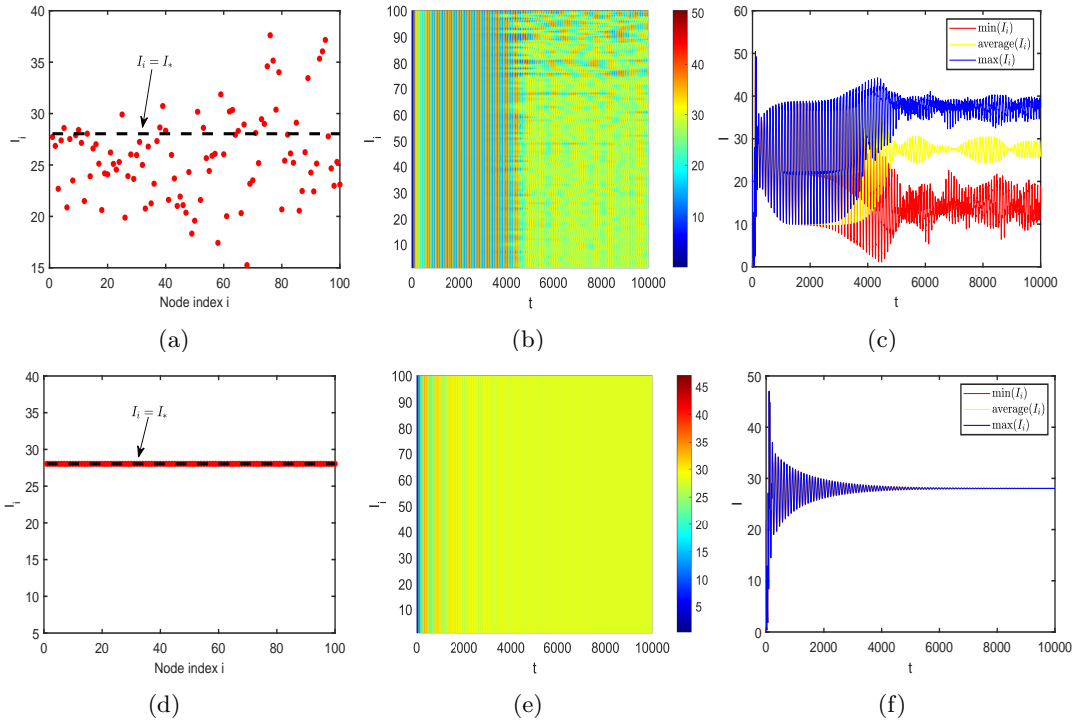 40
35
30
25
20
15
I_i
I_i = I_*
0 20 40 60 80 100
Node index i
(a)
100
90
80
70
60
50
40
30
20
10
I_i
0 2000 4000 6000 8000 10000
t
50
40
30
20
10
(b)
60
50
40
30
20
10
0
I
min(I_i)
average(I_i)
max(I_i)
0 2000 4000 6000 8000 10000
t
(c)
40
35
30
25
20
15
10
5
I_i
I_i = I_*
0 20 40 60 80 100
Node index i
(d)
100
90
80
70
60
50
40
30
20
10
I_i
0 2000 4000 6000 8000 10000
t
45
40
35
30
25
20
15
10
5
(e)
50
40
30
20
10
0
I
min(I_i)
average(I_i)
max(I_i)
0 2000 4000 6000 8000 10000
t
(f)